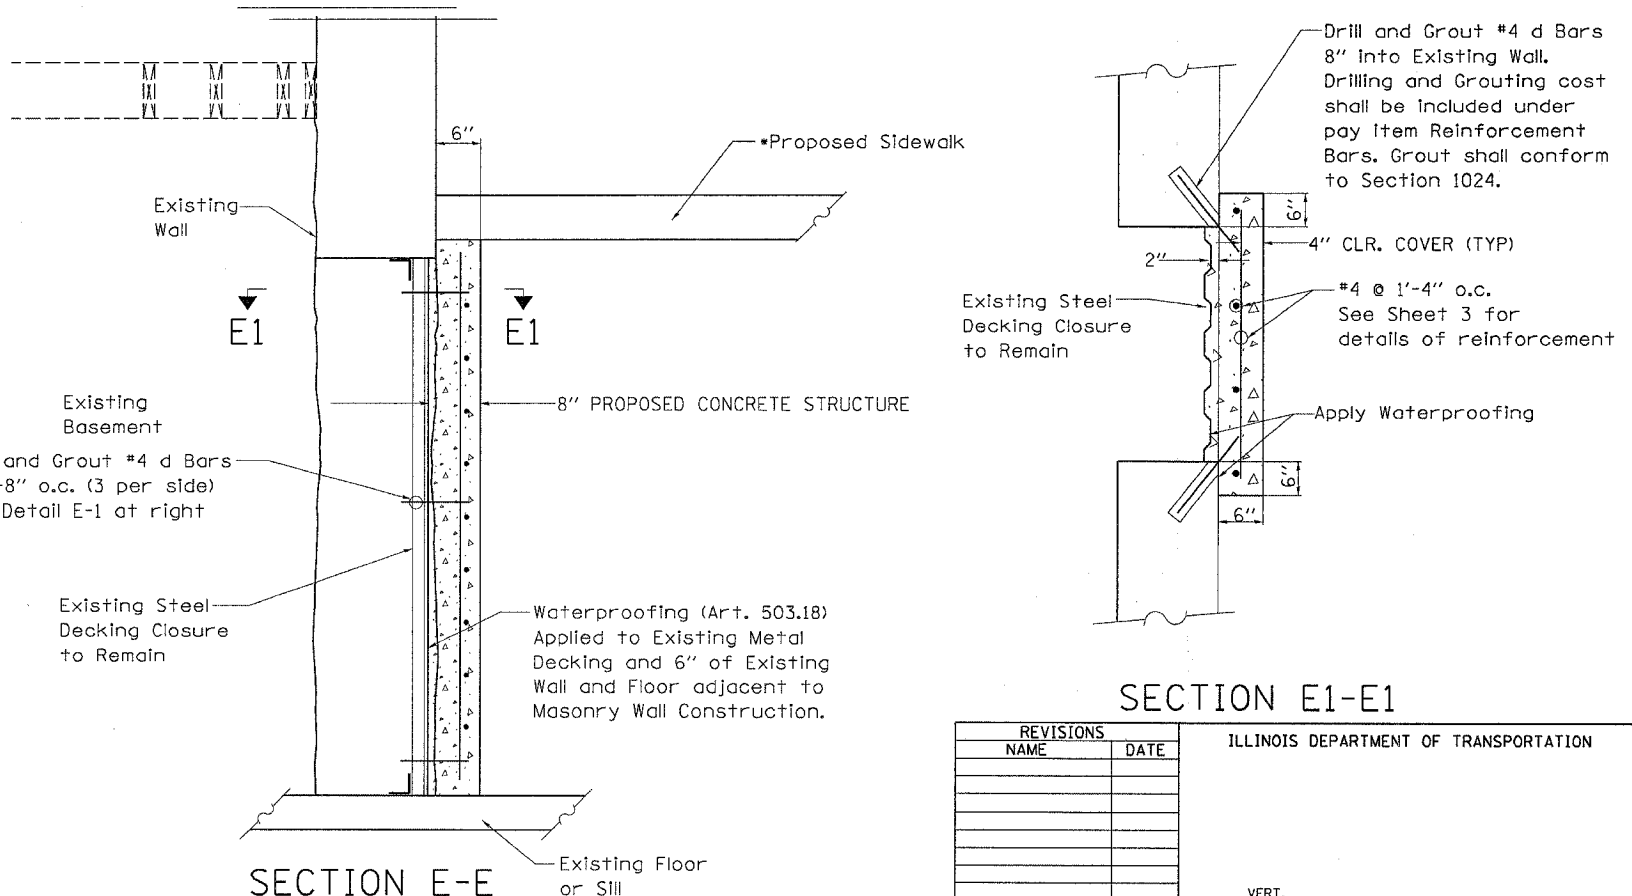 6"
*Proposed Sidewalk
Existing
Wall
E1
E1
8" PROPOSED CONCRETE STRUCTURE
Existing
Basement
and Grout #4 d Bars
-8" o.c. (3 per side)
Detail E-1 at right
Existing Steel
Decking Closure
to Remain
Waterproofing (Art. 503.18)
Applied to Existing Metal
Decking and 6" of Existing
Wall and Floor adjacent to
Masonry Wall Construction.
SECTION E-E
Existing Floor
or Sill
Drill and Grout #4 d Bars
8" into Existing Wall.
Drilling and Grouting cost
shall be included under
pay item Reinforcement
Bars. Grout shall conform
to Section 1024.
6"
4" CLR. COVER (TYP)
2"
#4 @ 1'-4" o.c.
See Sheet 3 for
details of reinforcement
Existing Steel
Decking Closure
to Remain
Apply Waterproofing
6"
6"
SECTION E1-E1
REVISIONS
NAME DATE
ILLINOIS DEPARTMENT OF TRANSPORTATION
VERT.